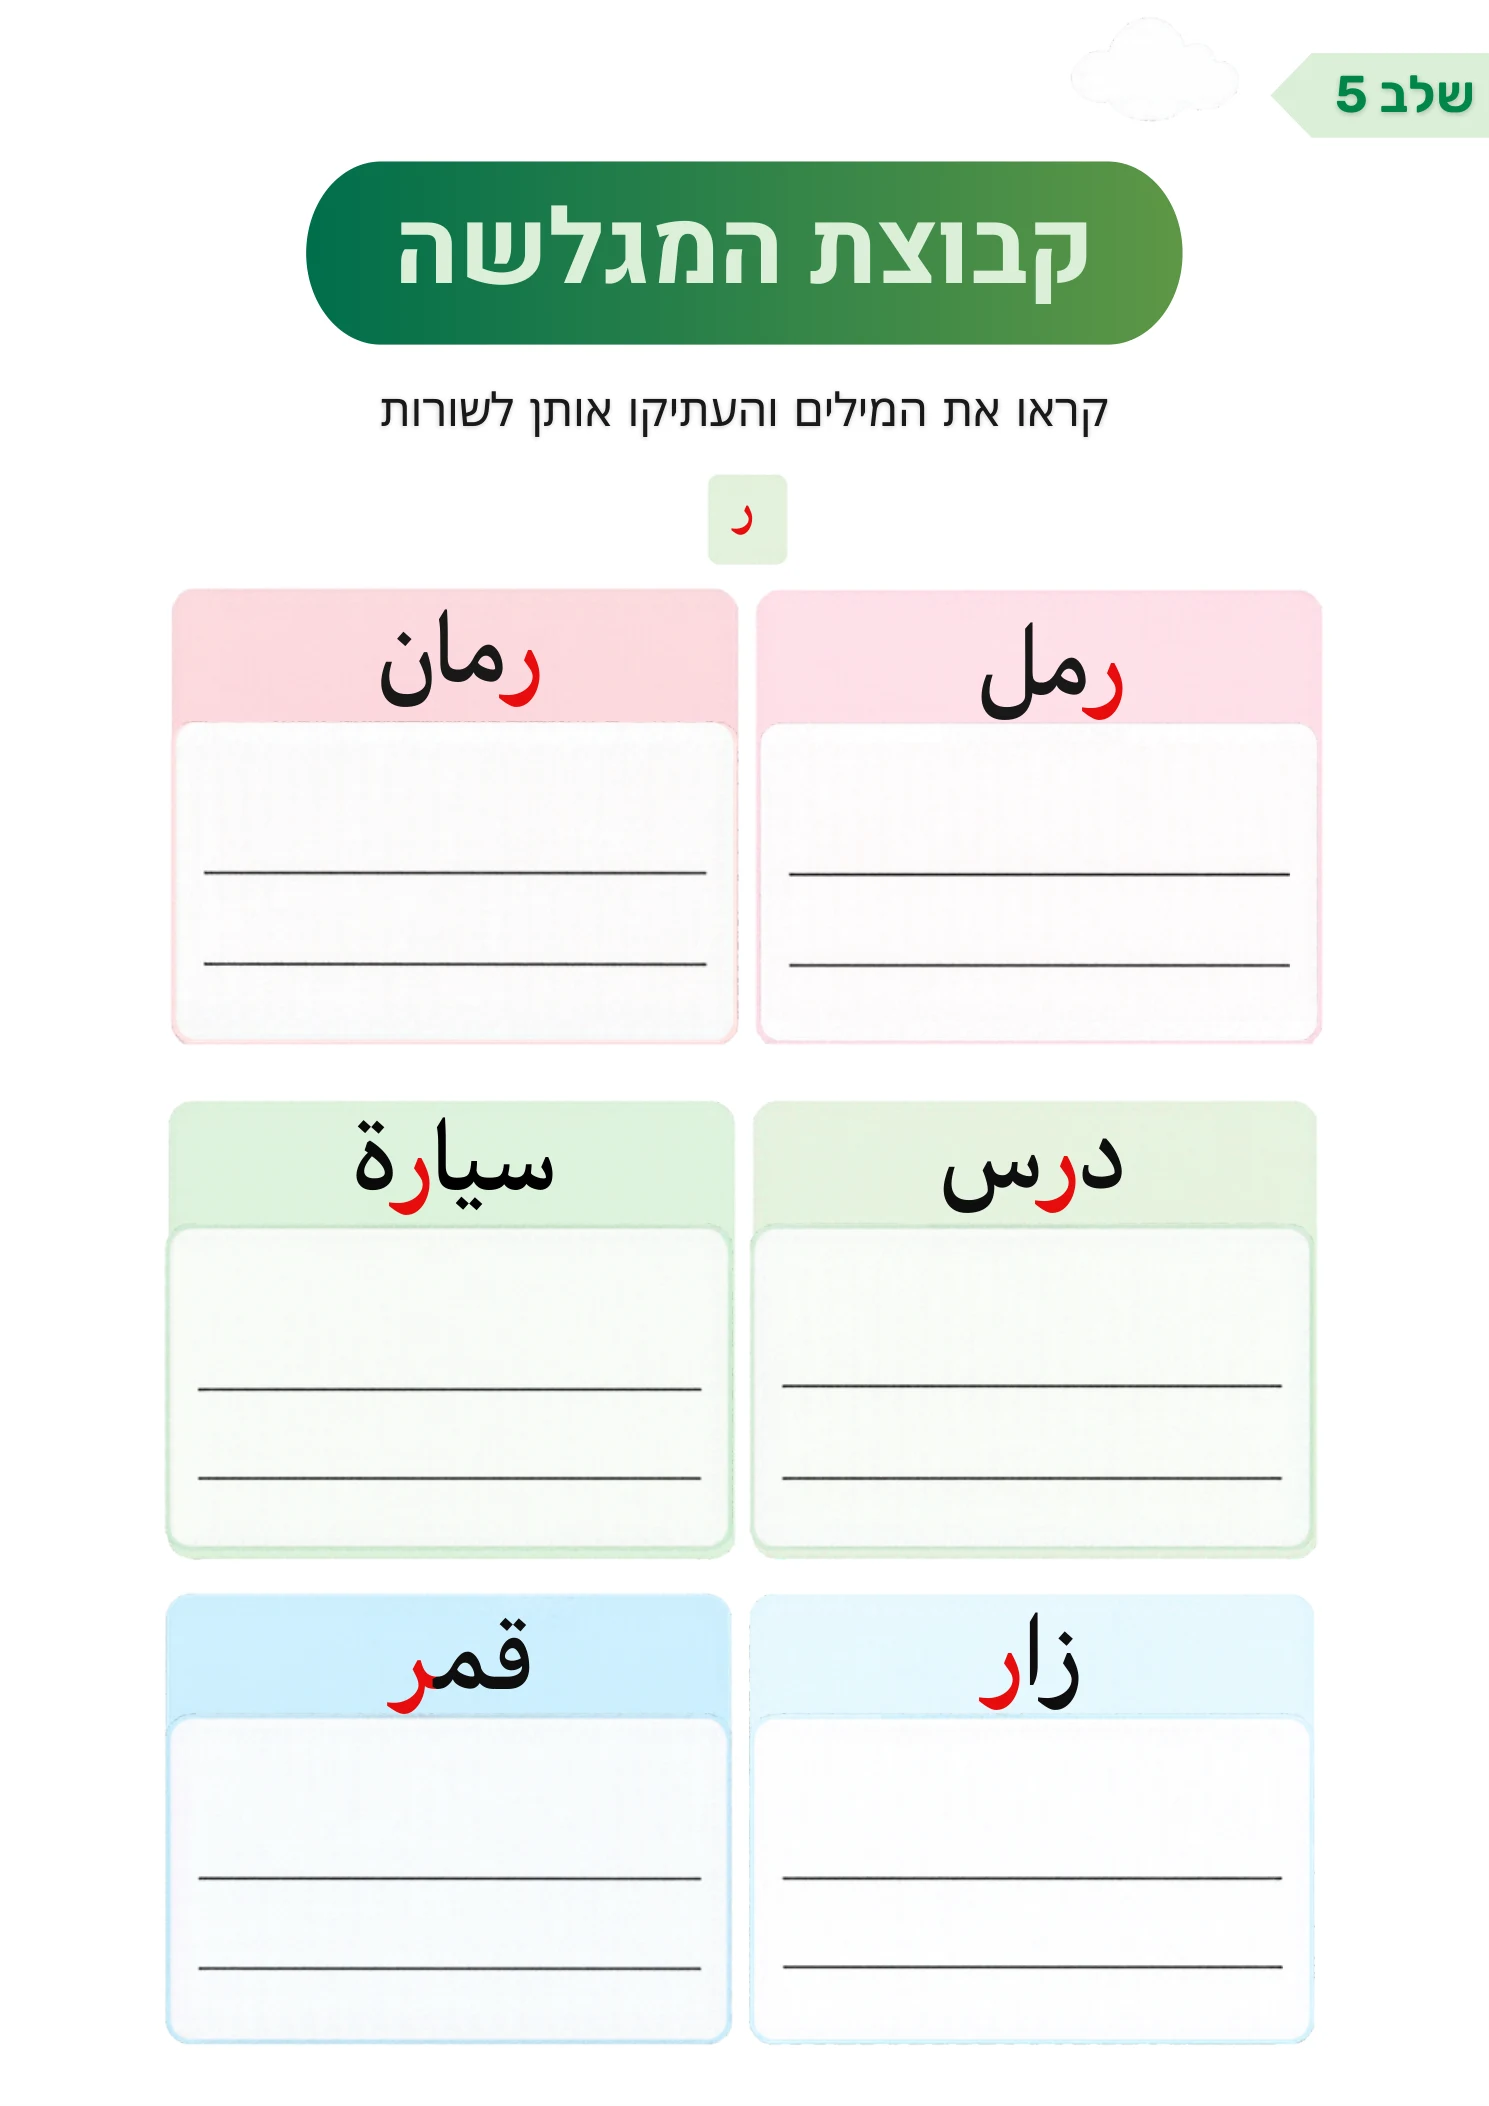 שלב 5
קבוצת המגלשה
קראו את המילים והעתיקו אותן לשורות
ر
رمل
رمان
درس
سيارة
زار
قمر